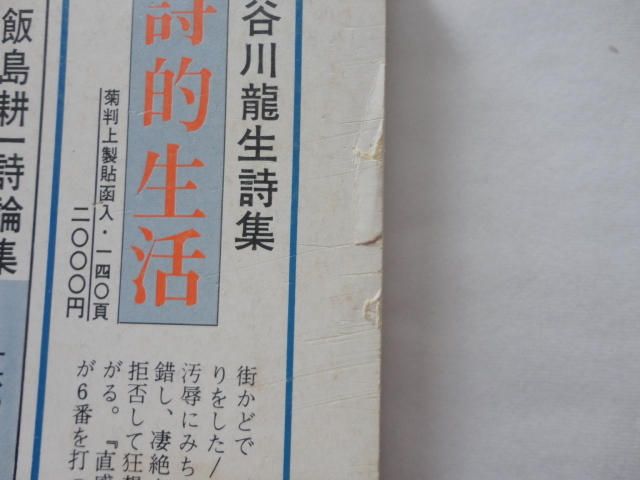 谷川龍生詩集
詩的生活
菊判上製貼函入・一四〇頁
二〇〇〇円
街かどで
りをした/
汚辱にみち
錯し、凄絶
拒否して狂想
がる。『直感
が6番を打
飯島耕一詩論集